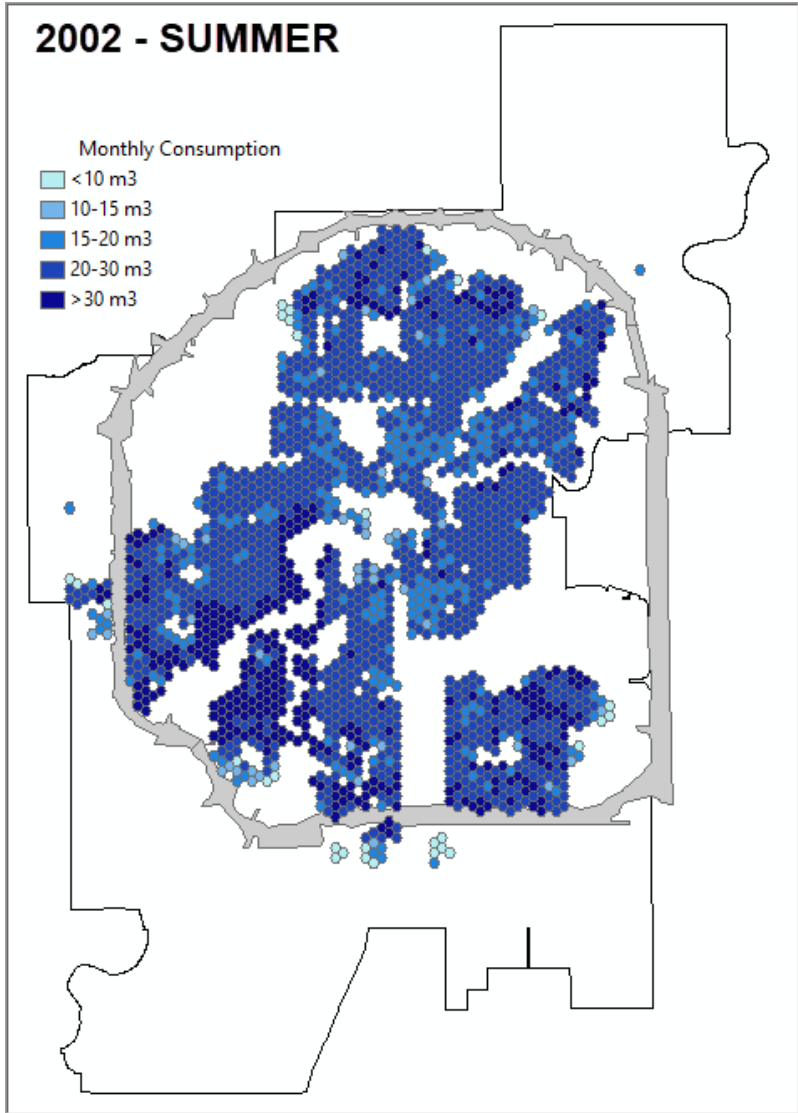 2002 - SUMMER
Monthly Consumption
<10 m3
10-15 m3
15-20 m3
20-30 m3
>30 m3